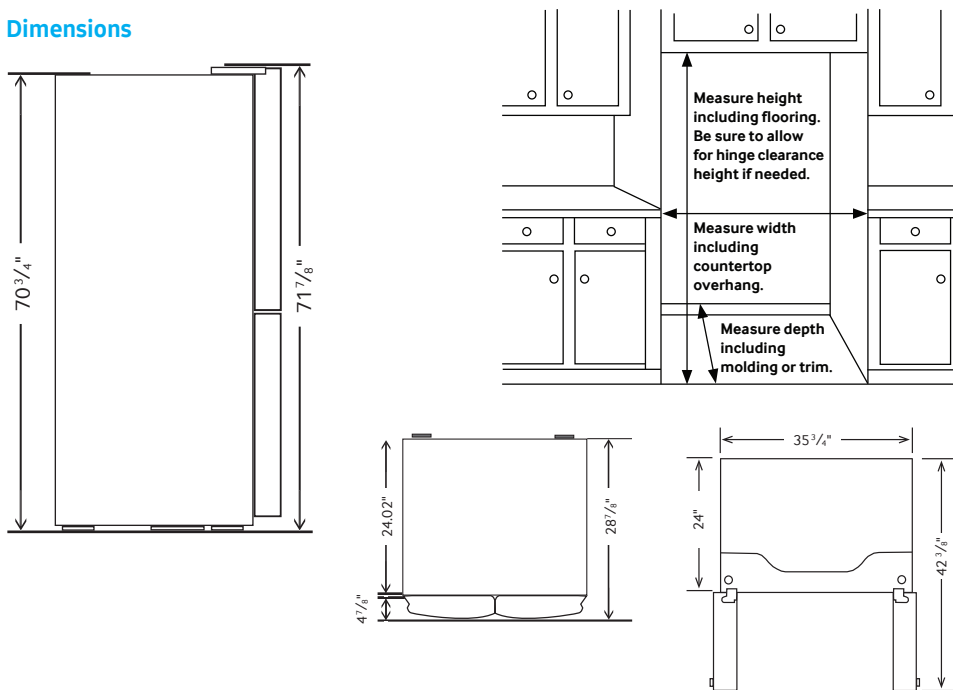 Dimensions
70 3/4"
71 7/8"
Measure height
including flooring.
Be sure to allow
for hinge clearance
height if needed.
Measure width
including
countertop
overhang.
Measure depth
including
molding or trim.
24.02"
4 7/8"
28 7/8"
35 3/4"
24"
42 3/8"